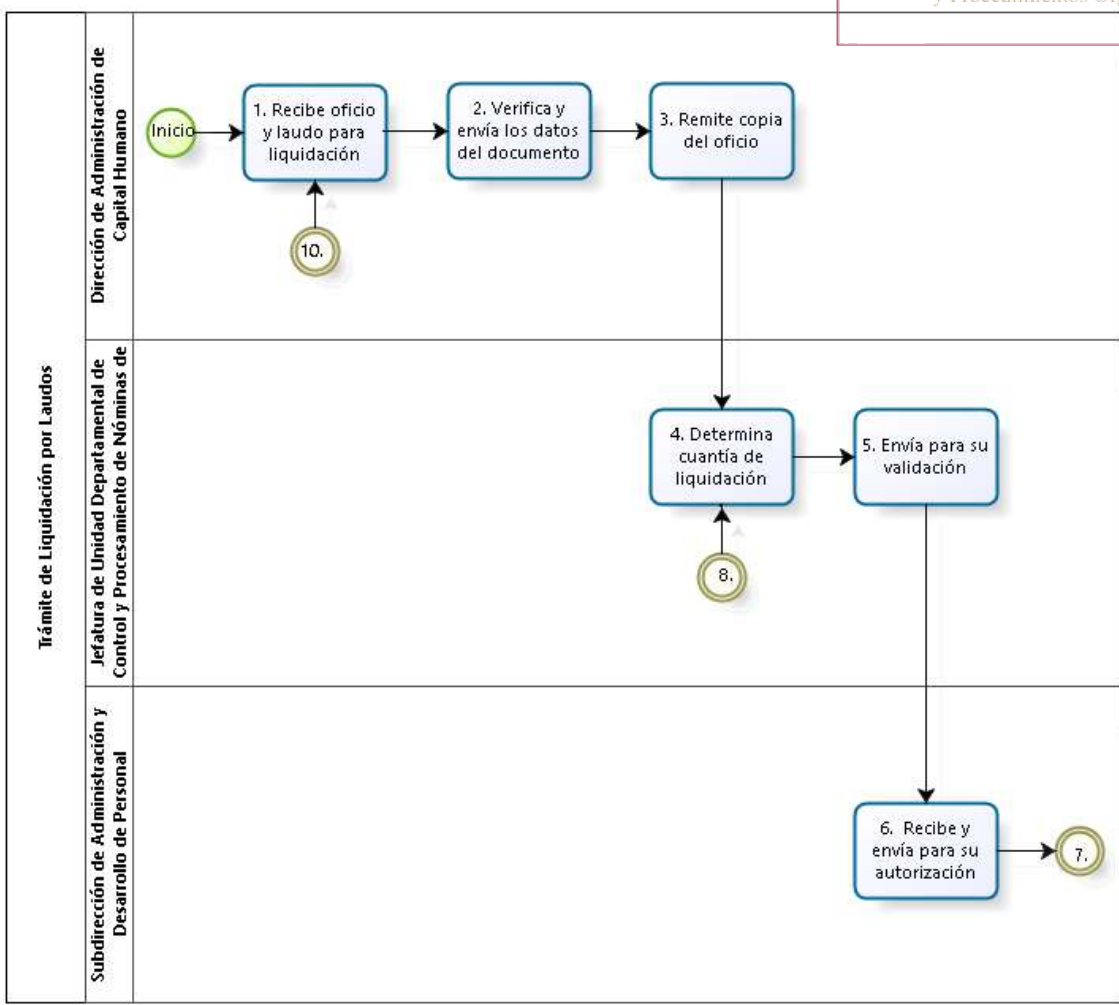 y Procedimientos
Trámite de Liquidación por Laudos
Dirección de Administración de
Capital Humano
Inicio
1. Recibe oficio
y laudo para
liquidación
2. Verifica y
envía los datos
del documento
3. Remite copia
del oficio
10.
Jefatura de Unidad Departamental de
Control y Procesamiento de Nóminas de
4. Determina
cuantía de
liquidación
5. Envía para su
validación
8.
Subdirección de Administración y
Desarrollo de Personal
6. Recibe y
envía para su
autorización
7.